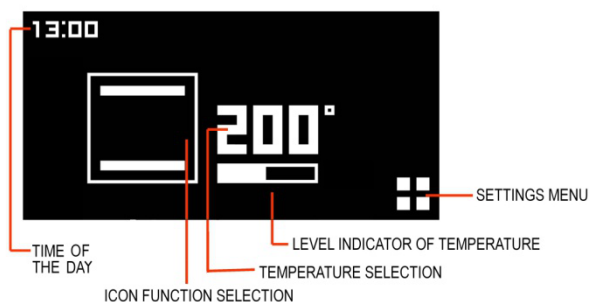 13:00
200°
SETTINGS MENU
LEVEL INDICATOR OF TEMPERATURE
TIME OF
THE DAY
TEMPERATURE SELECTION
ICON FUNCTION SELECTION